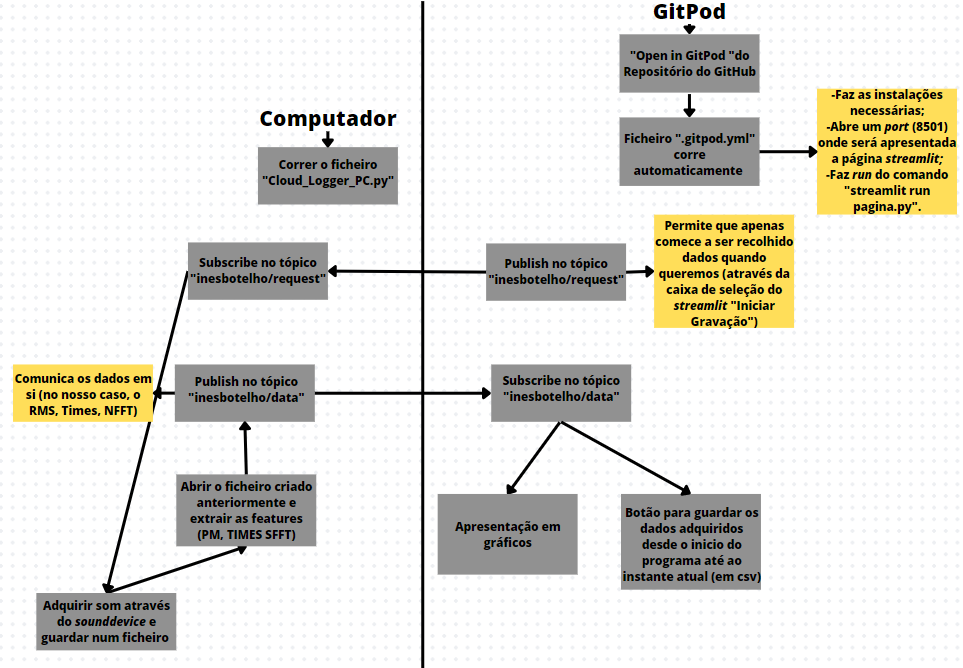 GitPod
"Open in GitPod "do
Repositório do GitHub
Ficheiro ".gitpod.yml"
corre
automaticamente
-Faz as instalações
necessárias;
-Abre um port (8501)
onde será apresentada
a página streamlit;
-Faz run do comando
"streamlit run
pagina.py".
Computador
Correr o ficheiro
"Cloud_Logger_PC.py"
Subscribe no tópico
"inesbotelho/request"
Publish no tópico
"inesbotelho/request"
Permite que apenas
comece a ser recolhido
dados quando
queremos (através da
caixa de seleção do
streamlit "Iniciar
Gravação")
Comunica os dados em
si (no nosso caso, o
RMS, Times, NFFT)
Publish no tópico
"inesbotelho/data"
Subscribe no tópico
"inesbotelho/data"
Abrir o ficheiro criado
anteriormente e
extrair as features
(PM, TIMES SFFT)
Apresentação em
gráficos
Botão para guardar os
dados adquiridos
desde o inicio do
programa até ao
instante atual (em csv)
Adquirir som através
do sounddevice e
guardar num ficheiro